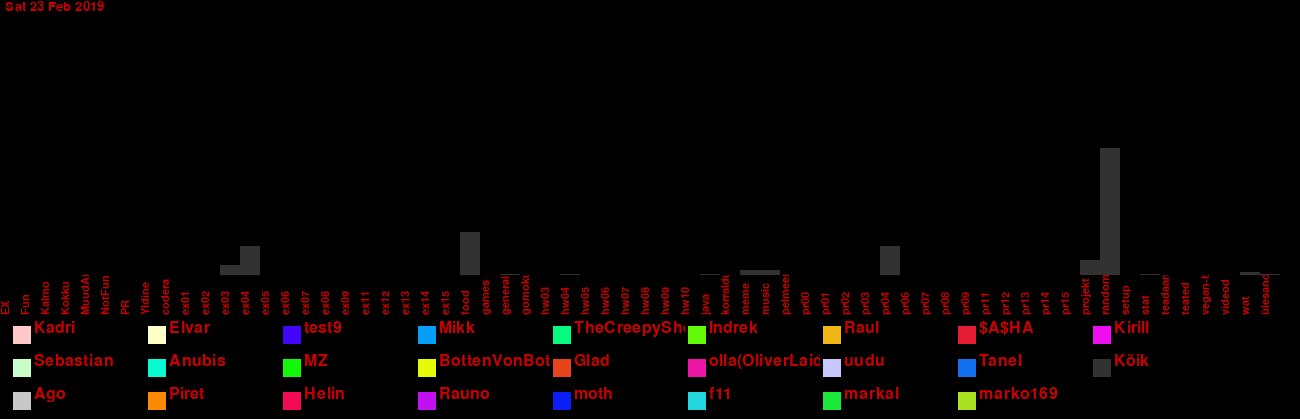 Sat 23 Feb 2019
EX Fun Kalmo Kokku MuudAi NotFun PR Yldine codera ex01 ex02 ex03 ex04 ex05 ex06 ex07 ex08 ex09 ex11 ex12 ex13 ex14 ex15 food games general gomoku hw03 hw04 hw05 hw06 hw07 hw08 hw09 hw10 java korraldu meme music pelmeer pr00 pr01 pr02 pr03 pr04 pr06 pr07 pr08 pr09 pr11 pr12 pr13 pr14 pr15 projekt random setup stat teadaan teated vegan-t videod wat ülesand
Kadri Elvar test9 Mikk TheCreepyShe Indrek Raul $A$HA Kirill
Sebastian Anubis MZ BottenVonBot Glad olla(OliverLaid uudu Tanel Kõik
Ago Piret Helin Rauno moth f11 markal marko169